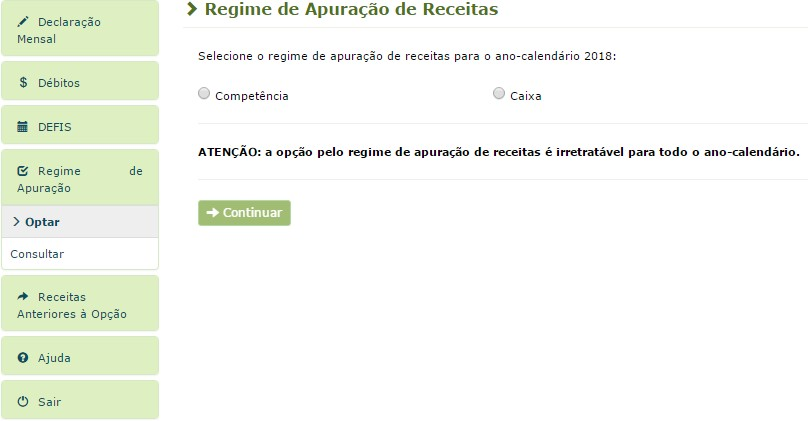 Declaração
Mensal
$ Débitos
DEFIS
Regime de
Apuração
Optar
Consultar
Receitas
Anteriores à Opção
Ajuda
Sair
Regime de Apuração de Receitas
Selecione o regime de apuração de receitas para o ano-calendário 2018:
Competência
Caixa
ATENÇÃO: a opção pelo regime de apuração de receitas é irretratável para todo o ano-calendário.
Continuar